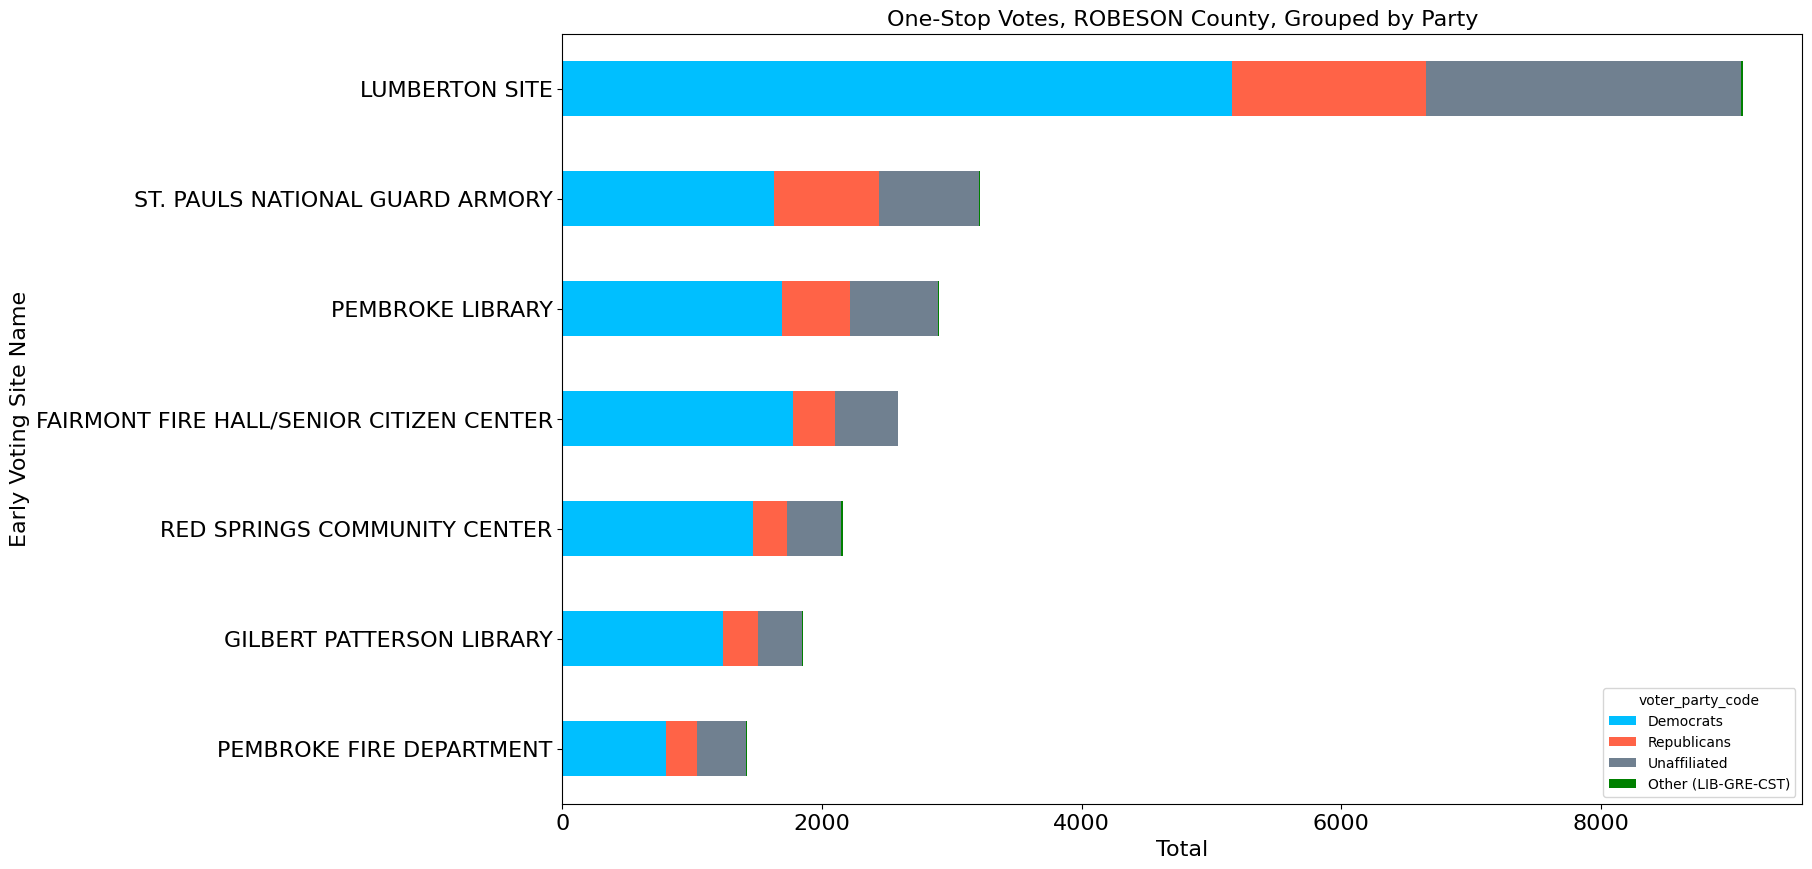 One-Stop Votes, ROBESON County, Grouped by Party
Early Voting Site Name
LUMBERTON SITE
ST. PAULS NATIONAL GUARD ARMORY
PEMBROKE LIBRARY
FAIRMONT FIRE HALL/SENIOR CITIZEN CENTER
RED SPRINGS COMMUNITY CENTER
GILBERT PATTERSON LIBRARY
PEMBROKE FIRE DEPARTMENT
voter_party_code
Democrats
Republicans
Unaffiliated
Other (LIB-GRE-CST)
0 2000 4000 6000 8000
Total